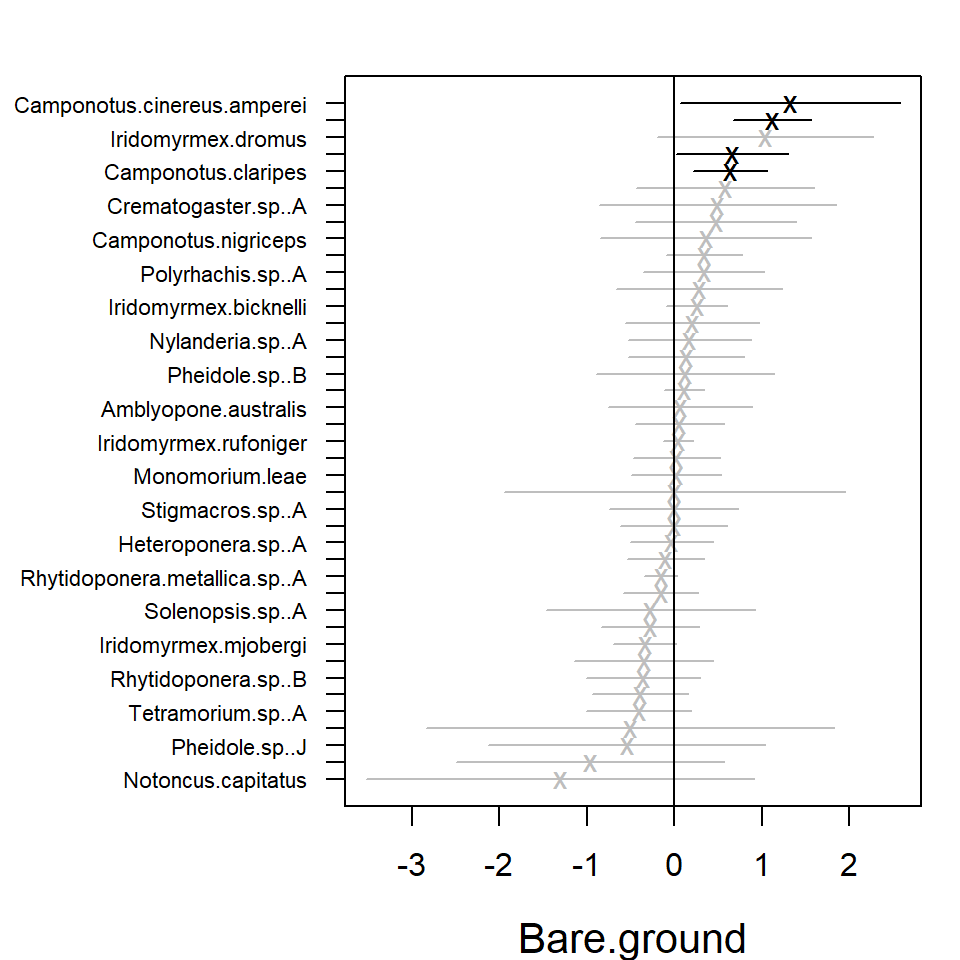 Camponotus.cinereus.amperei
Iridomyrmex.dromus
Camponotus.claripes
Crematogaster.sp..A
Camponotus.nigriceps
Polyrhachis.sp..A
Iridomyrmex.bicknelli
Nylanderia.sp..A
Pheidole.sp..B
Amblyopone.australis
Iridomyrmex.rufoniger
Monomorium.leae
Stigmacros.sp..A
Heteroponera.sp..A
Rhytidoponera.metallica.sp..A
Solenopsis.sp..A
Iridomyrmex.mjobergi
Rhytidoponera.sp..B
Tetramorium.sp..A
Pheidole.sp..J
Notoncus.capitatus
-3 -2 -1 0 1 2
Bare.ground